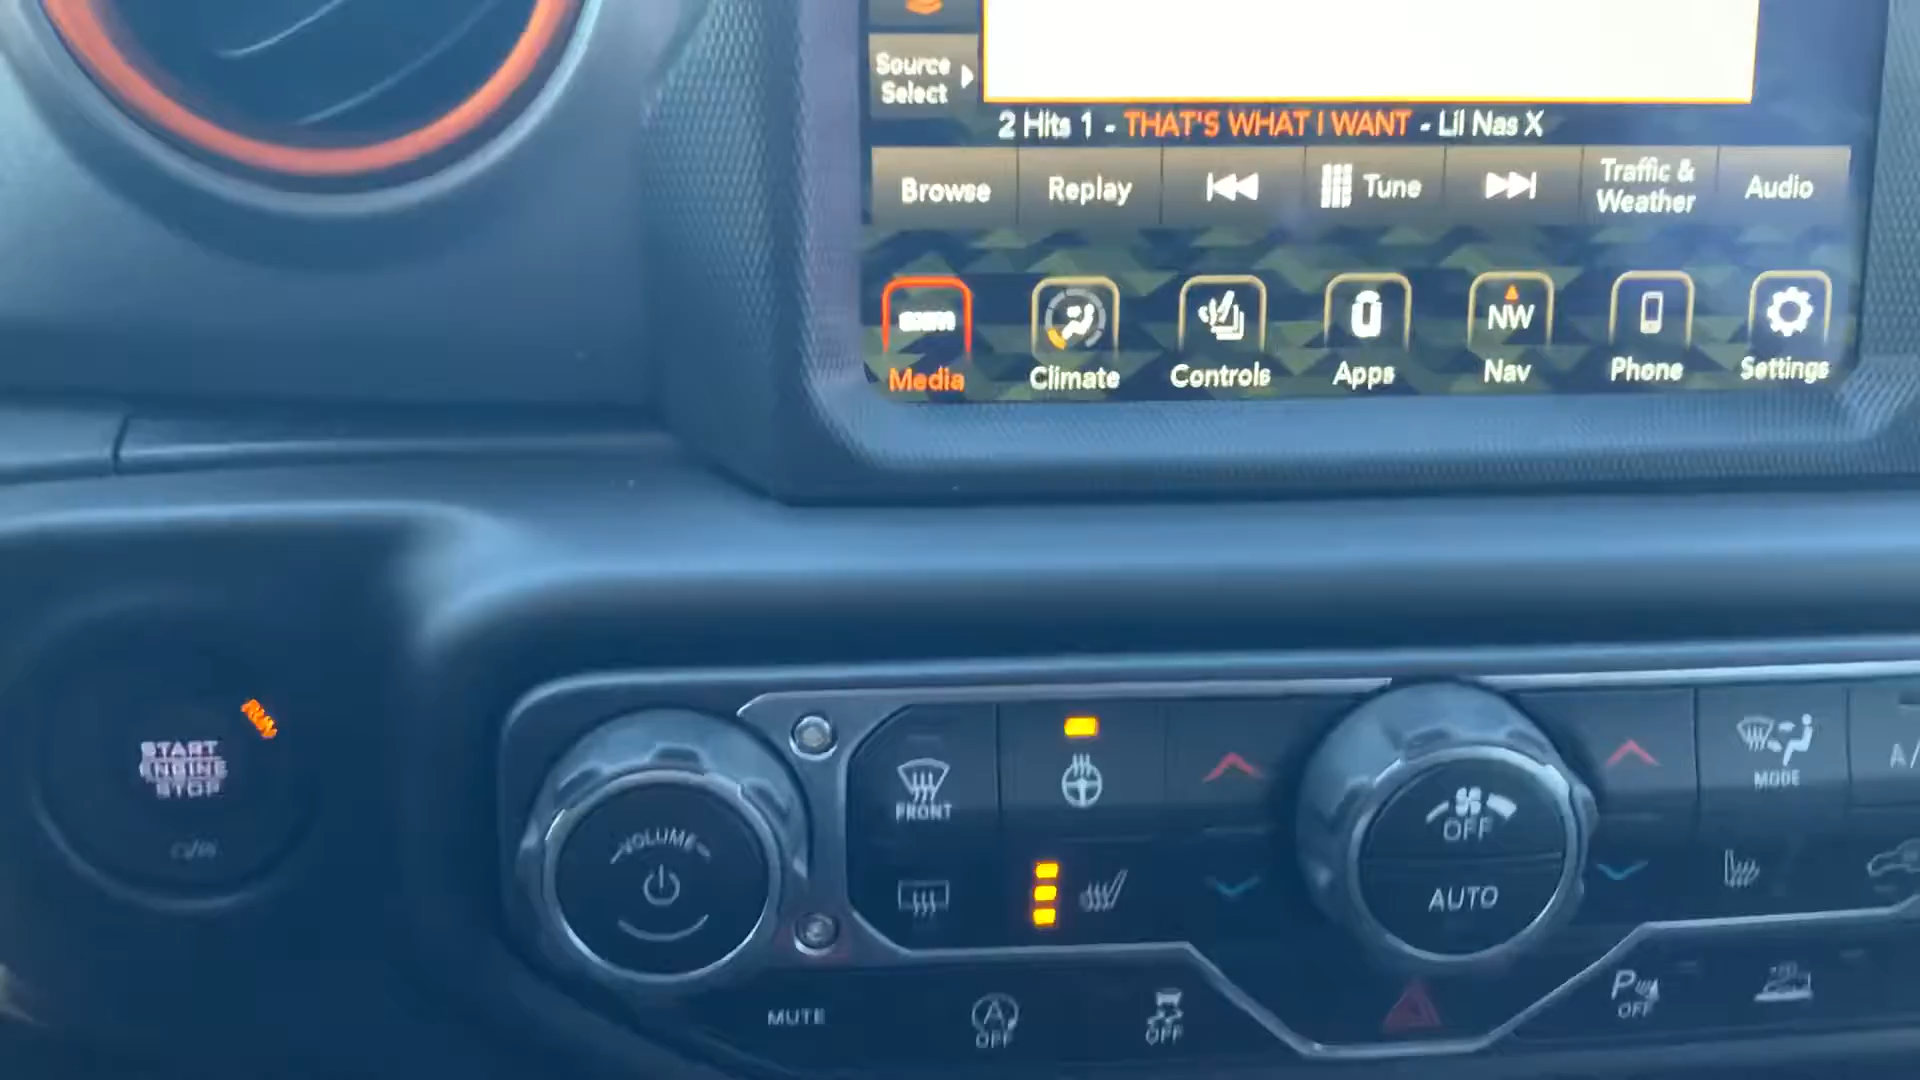 Source
Select
2 Hits 1 - THAT'S WHAT I WANT - Lil Nas X
Browse
Replay
Tune
Traffic &
Weather
Audio
Media
Climate
Controls
Apps
NW
Nav
Phone
Settings
RUN
START
ENGINE
STOP
VOLUME
FRONT
OFF
AUTO
MODE
A/
MUTE
A
OFF
OFF
P
OFF